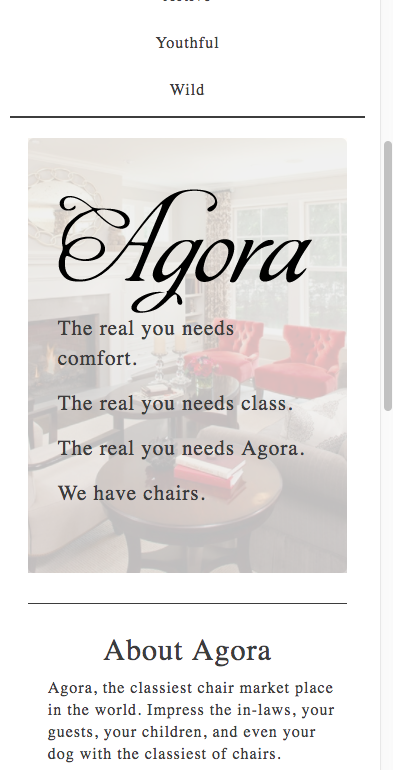 Youthful
Wild
Agora
The real you needs
comfort.
The real you needs class.
The real you needs Agora.
We have chairs.
About Agora
Agora, the classiest chair market place
in the world. Impress the in-laws, your
guests, your children, and even your
dog with the classiest of chairs.